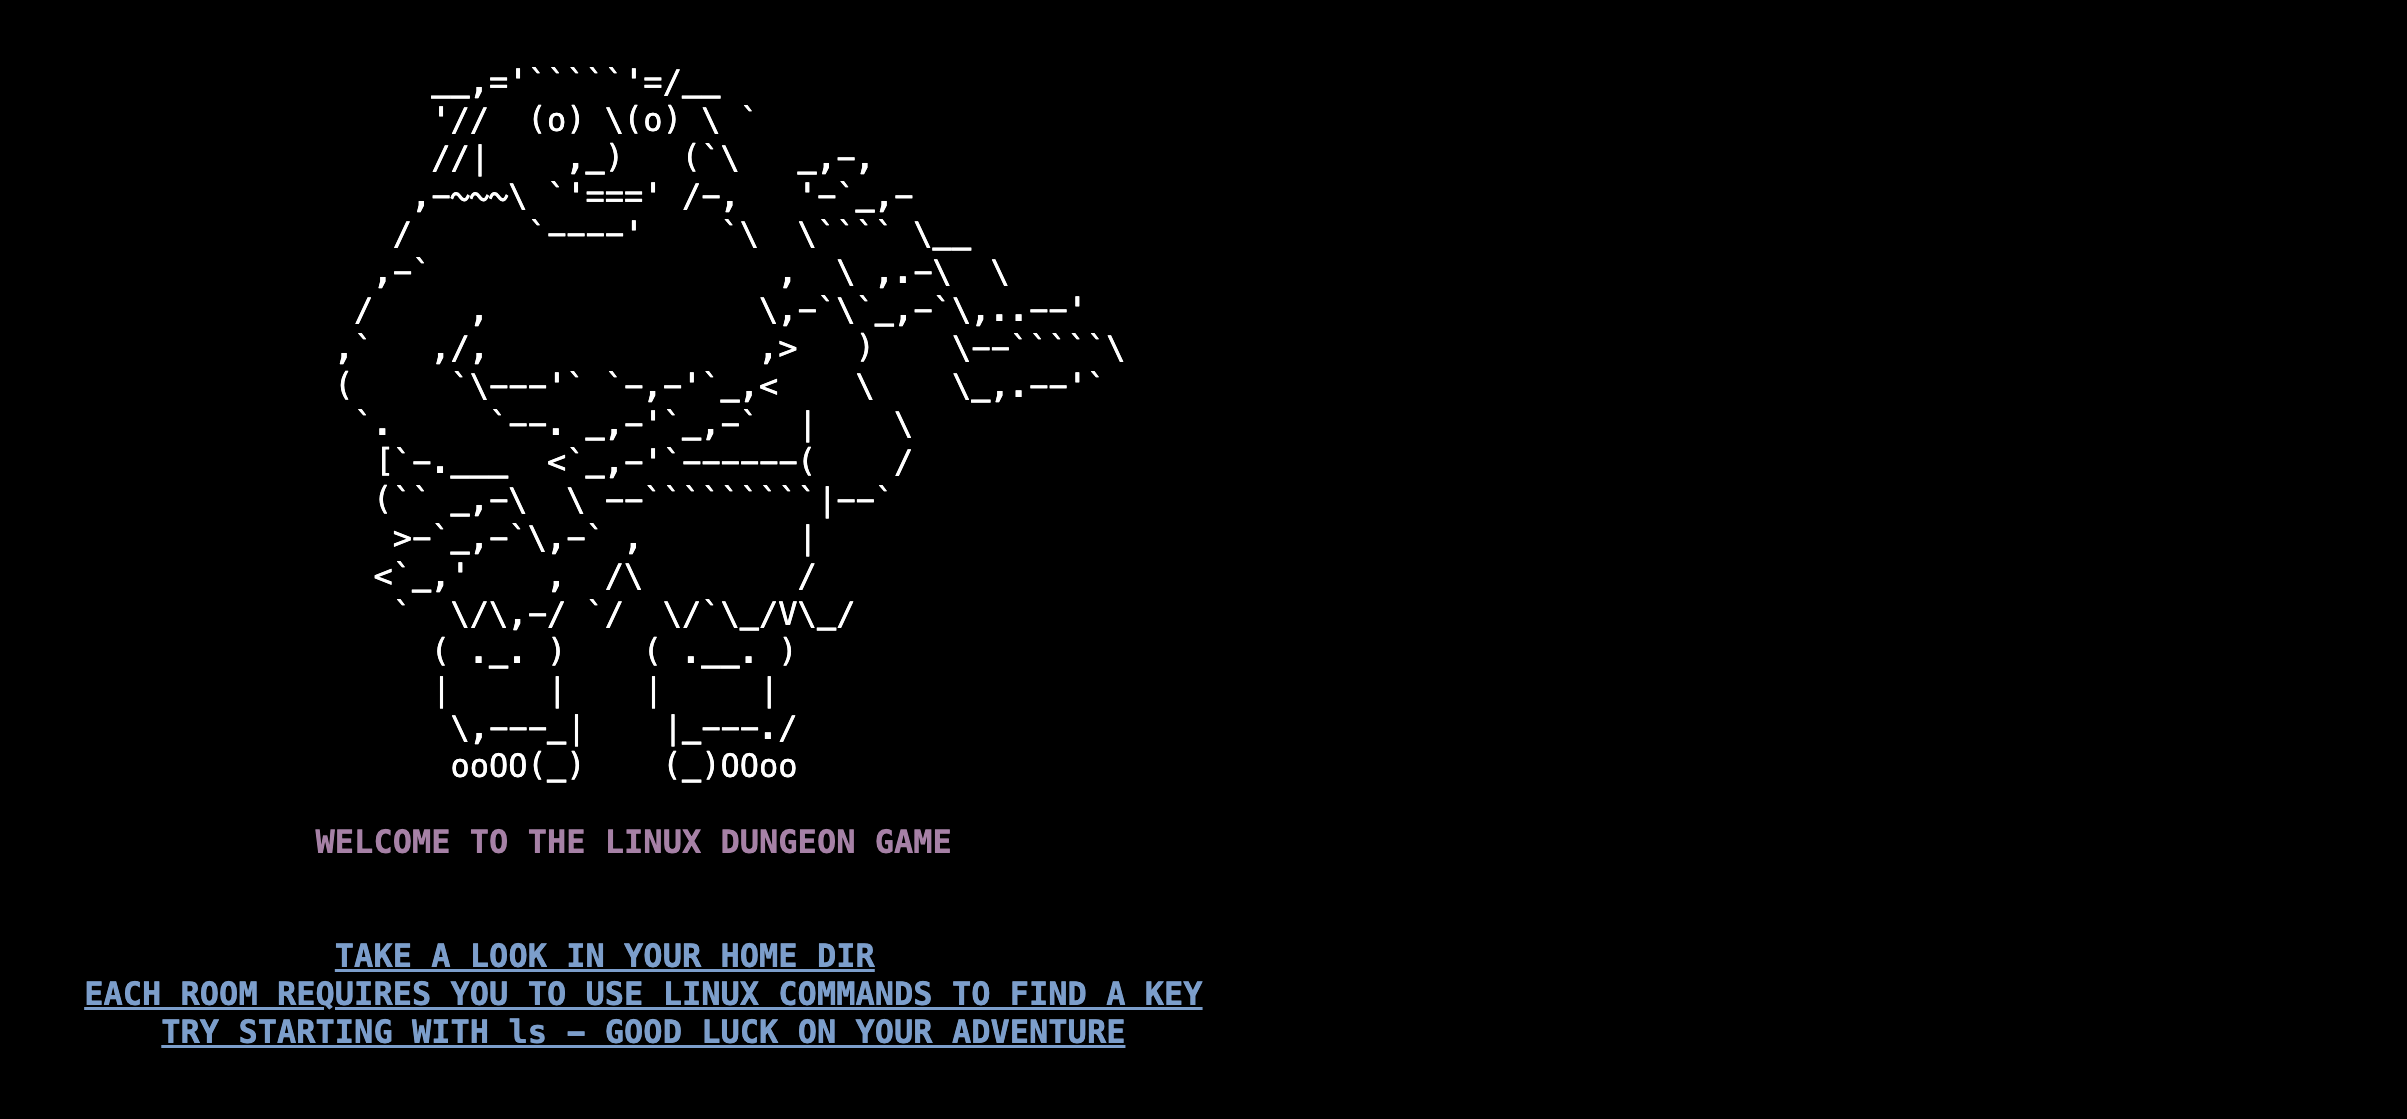 WELCOME TO THE LINUX DUNGEON GAME
TAKE A LOOK IN YOUR HOME DIR
EACH ROOM REQUIRES YOU TO USE LINUX COMMANDS TO FIND A KEY
TRY STARTING WITH ls – GOOD LUCK ON YOUR ADVENTURE